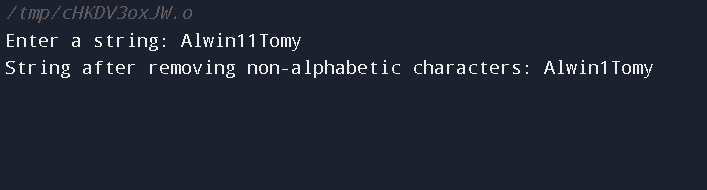 /tmp/cHKDV3oxJW.o
Enter a string: Alwin11Tomy
String after removing non-alphabetic characters: Alwin1Tomy